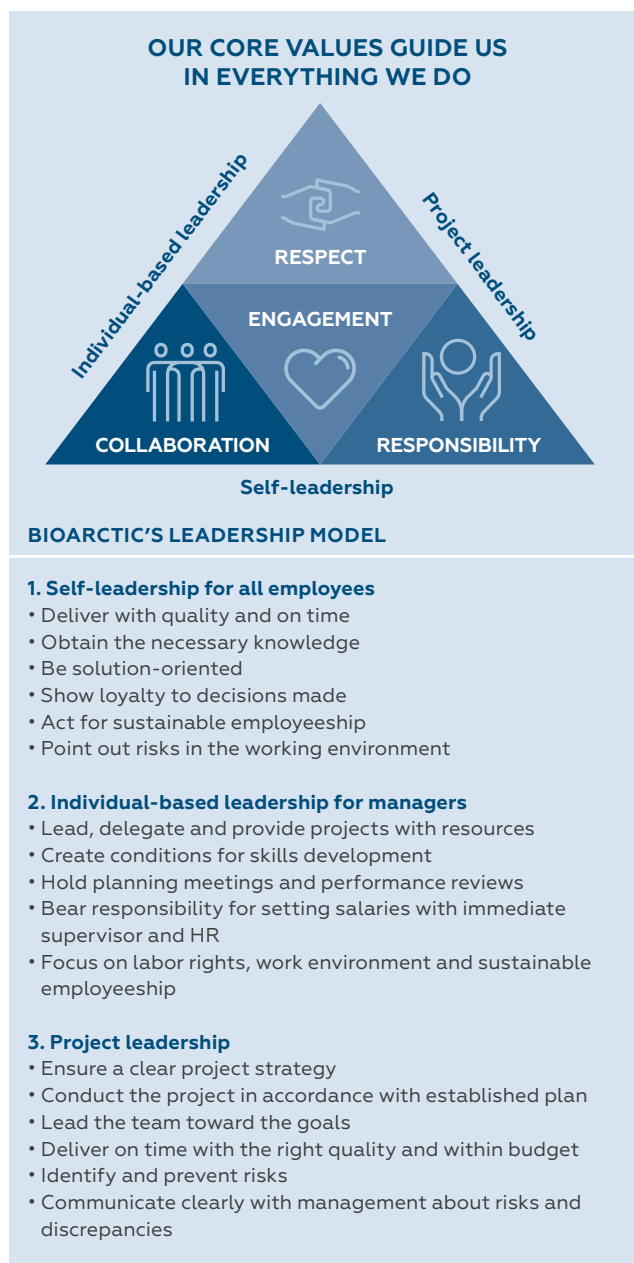 OUR CORE VALUES GUIDE US
IN EVERYTHING WE DO
Individual-based leadership
Project leadership
RESPECT
ENGAGEMENT
COLLABORATION
RESPONSIBILITY
Self-leadership
BIOARCTIC'S LEADERSHIP MODEL
1. Self-leadership for all employees
• Deliver with quality and on time
• Obtain the necessary knowledge
• Be solution-oriented
• Show loyalty to decisions made
• Act for sustainable employeeship
• Point out risks in the working environment
2. Individual-based leadership for managers
• Lead, delegate and provide projects with resources
• Create conditions for skills development
• Hold planning meetings and performance reviews
• Bear responsibility for setting salaries with immediate
supervisor and HR
• Focus on labor rights, work environment and sustainable
employeeship
3. Project leadership
• Ensure a clear project strategy
• Conduct the project in accordance with established plan
• Lead the team toward the goals
• Deliver on time with the right quality and within budget
• Identify and prevent risks
• Communicate clearly with management about risks and
discrepancies